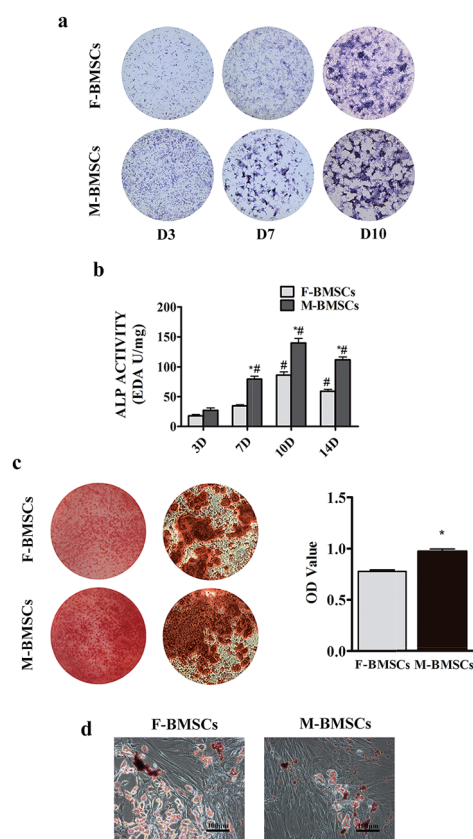 a
F-BMSCs
M-BMSCs
D3 D7 D10
b
F-BMSCs
M-BMSCs
ALP ACTIVITY
(EDA U/mg)
200
150
100
50
0
*# # *# # *#
3D 7D 10D 14D
c
F-BMSCs
M-BMSCs
OD Value
1.5
1.0
0.5
0.0
*
F-BMSCs M-BMSCs
d
F-BMSCs M-BMSCs
100μm